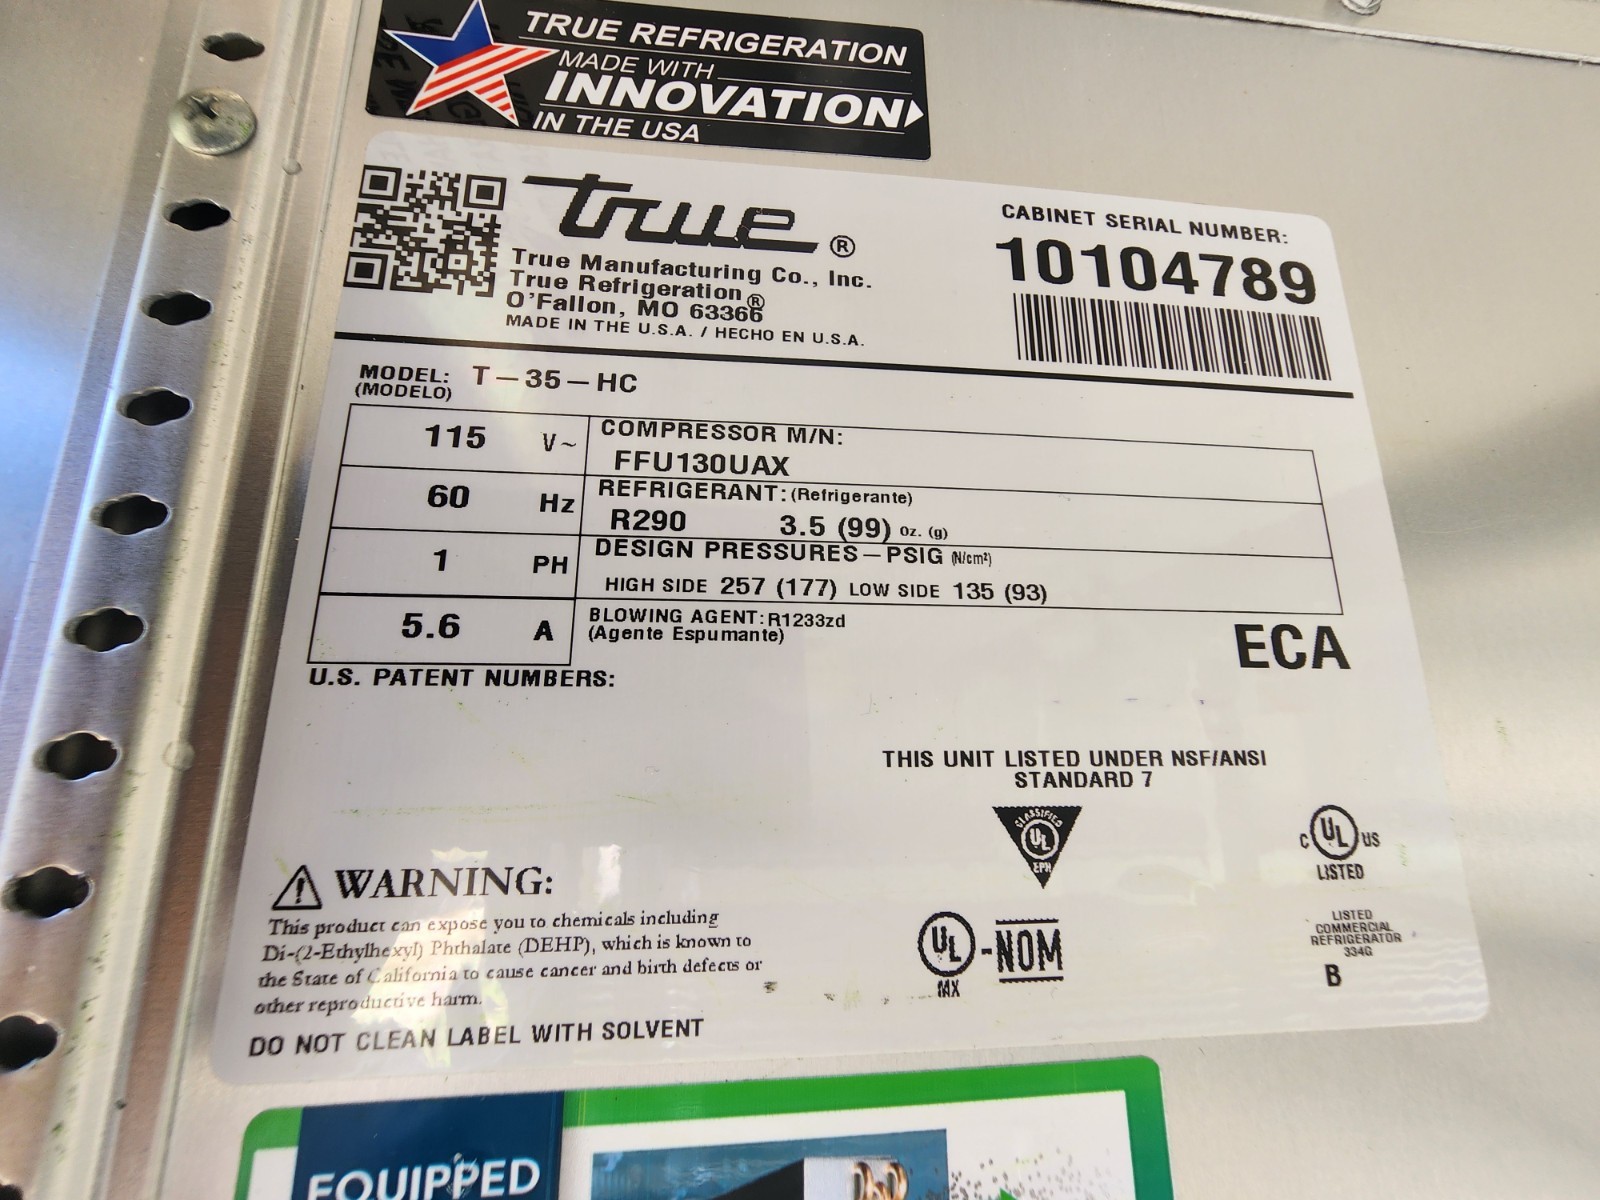 TRUE REFRIGERATION
MADE WITH
INNOVATION
IN THE USA
true®
True Manufacturing Co., Inc.
True Refrigeration®
O'Fallon, MO 63366
MADE IN THE U.S.A. / HECHO EN U.S.A.
CABINET SERIAL NUMBER:
10104789
MODEL: T-35-HC
(MODELO)
115 V~
60 Hz
1 PH
5.6 A
COMPRESSOR M/N:
FFU130UAX
REFRIGERANT: (Refrigerante)
R290 3.5 (99) oz. (g)
DESIGN PRESSURES-PSIG (N/cm²)
HIGH SIDE 257 (177) LOW SIDE 135 (93)
BLOWING AGENT: R1233zd
(Agente Espumante)
ECA
U.S. PATENT NUMBERS:
THIS UNIT LISTED UNDER NSF/ANSI
STANDARD 7
CLASSIFIED
UL
EPH
C UL US
LISTED
UL -NOM
MX
LISTED
COMMERCIAL
REFRIGERATOR
334G
B
WARNING:
This product can expose you to chemicals including
Di-(2-Ethylhexyl) Phthalate (DEHP), which is known to
the State of California to cause cancer and birth defects or
other reproductive harm.
DO NOT CLEAN LABEL WITH SOLVENT
EQUIPPED